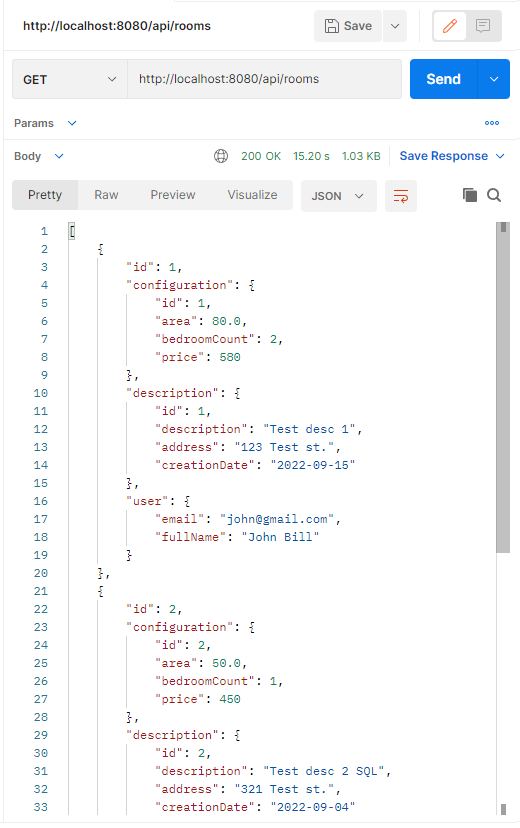 http://localhost:8080/api/rooms
Save
GET
http://localhost:8080/api/rooms
Send
Params
Body
200 OK 15.20 s 1.03 KB Save Response
Pretty Raw Preview Visualize JSON
1 [
2 {
3 "id": 1,
4 "configuration": {
5 "id": 1,
6 "area": 80.0,
7 "bedroomCount": 2,
8 "price": 580
9 },
10 "description": {
11 "id": 1,
12 "description": "Test desc 1",
13 "address": "123 Test st.",
14 "creationDate": "2022-09-15"
15 },
16 "user": {
17 "email": "john@gmail.com",
18 "fullName": "John Bill"
19 }
20 },
21 {
22 "id": 2,
23 "configuration": {
24 "id": 2,
25 "area": 50.0,
26 "bedroomCount": 1,
27 "price": 450
28 },
29 "description": {
30 "id": 2,
31 "description": "Test desc 2 SQL",
32 "address": "321 Test st.",
33 "creationDate": "2022-09-04"